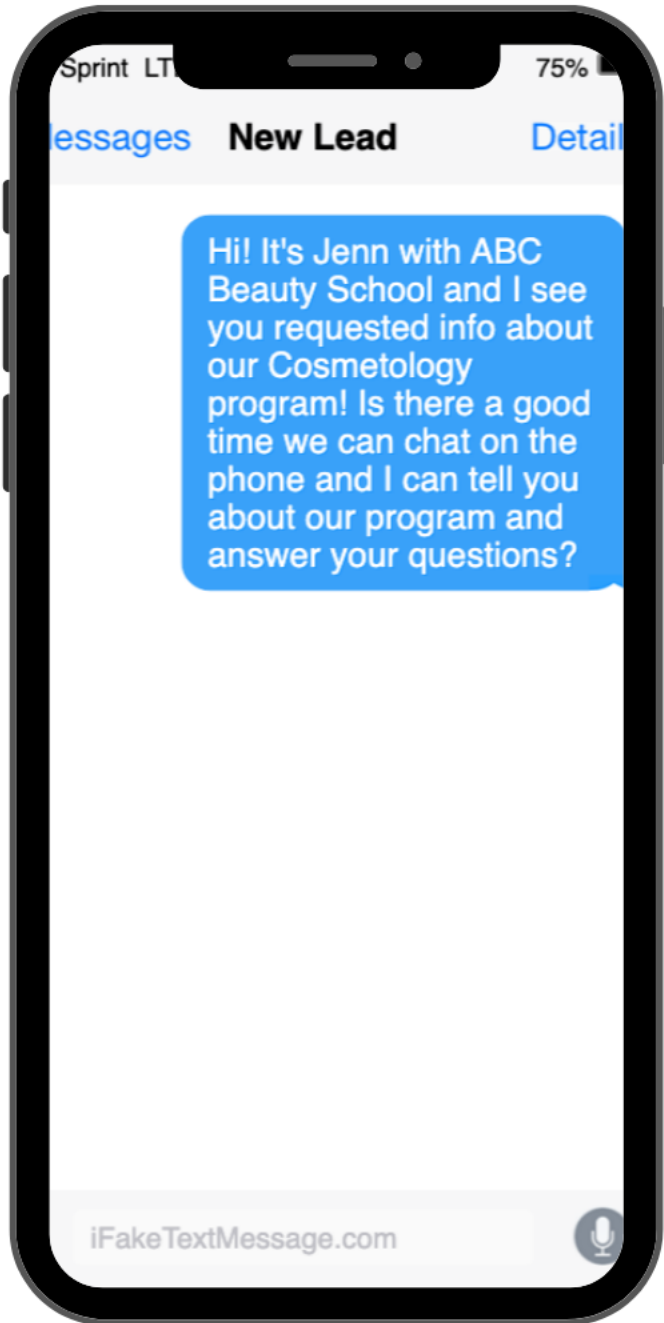 Sprint LT 75%
essages New Lead Detail
Hi! It's Jenn with ABC
Beauty School and I see
you requested info about
our Cosmetology
program! Is there a good
time we can chat on the
phone and I can tell you
about our program and
answer your questions?
iFakeTextMessage.com